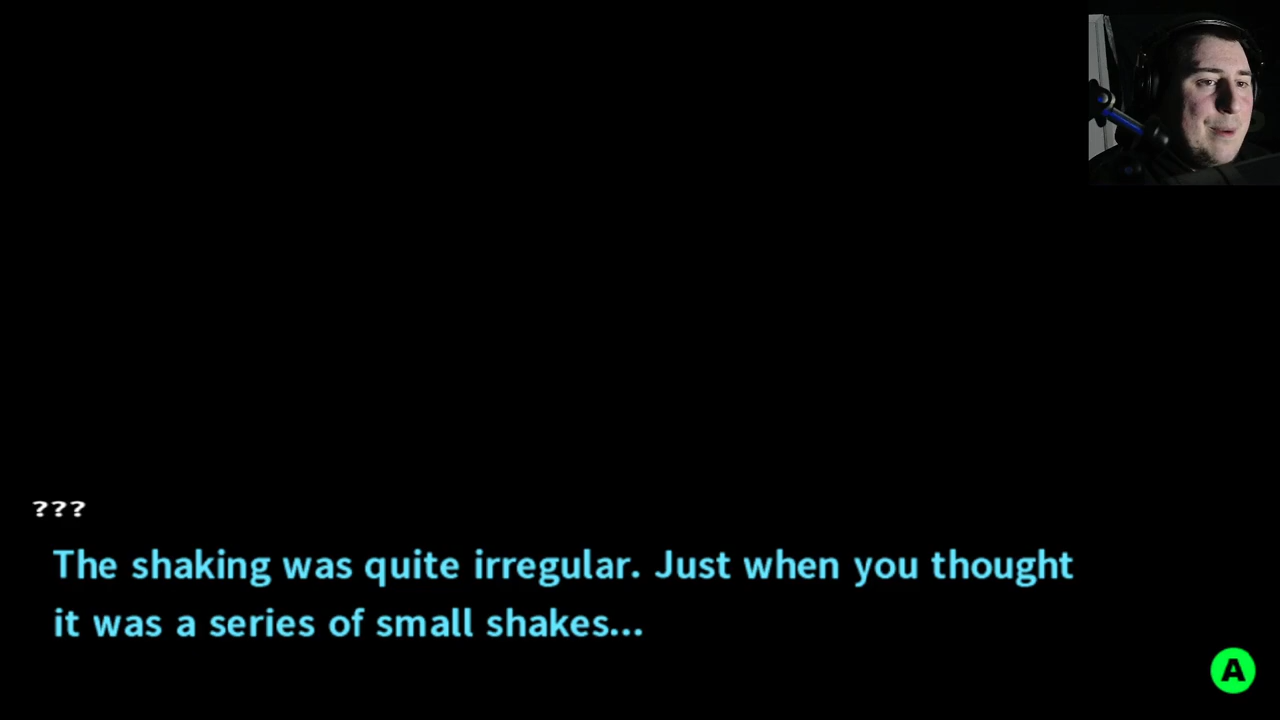 ???
The shaking was quite irregular. Just when you thought
it was a series of small shakes...
A